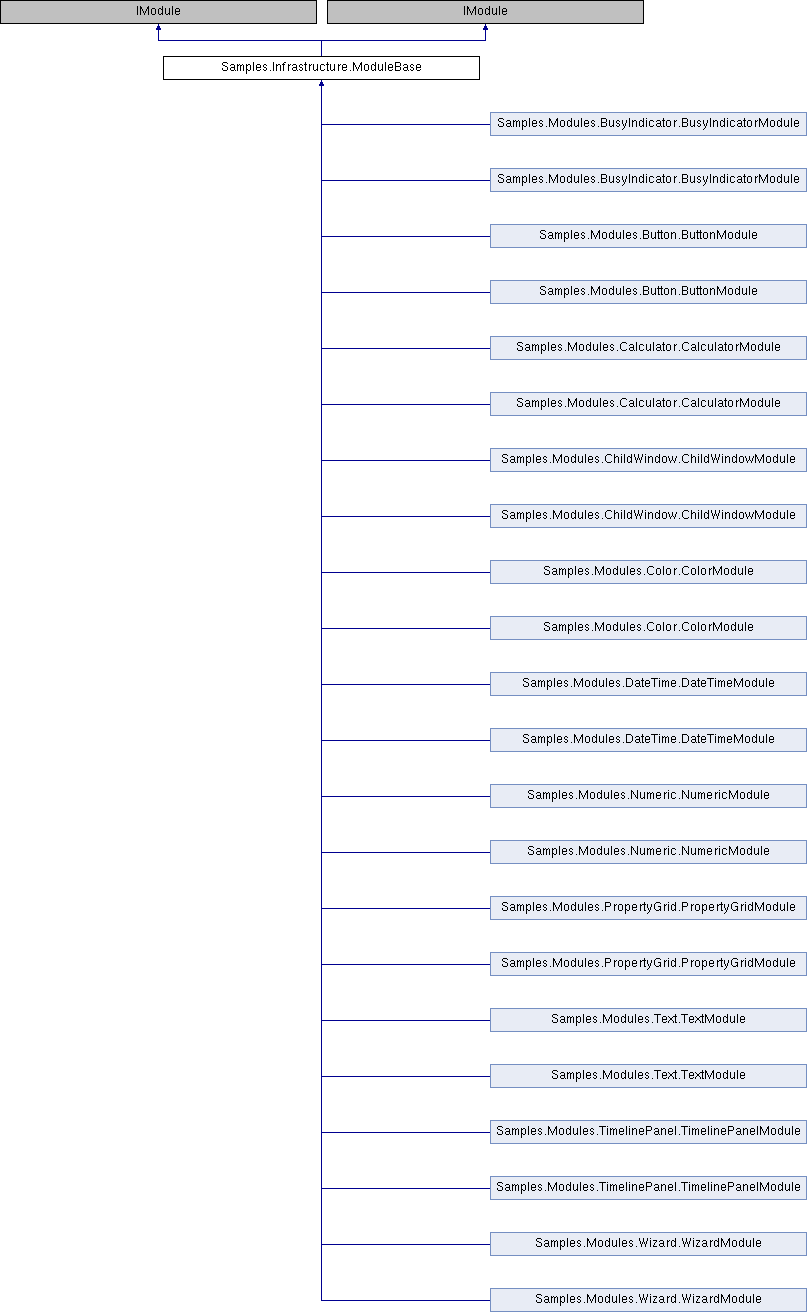 IModule
IModule
Samples.Infrastructure.ModuleBase
Samples.Modules.BusyIndicator.BusyIndicatorModule
Samples.Modules.BusyIndicator.BusyIndicatorModule
Samples.Modules.Button.ButtonModule
Samples.Modules.Button.ButtonModule
Samples.Modules.Calculator.CalculatorModule
Samples.Modules.Calculator.CalculatorModule
Samples.Modules.ChildWindow.ChildWindowModule
Samples.Modules.ChildWindow.ChildWindowModule
Samples.Modules.Color.ColorModule
Samples.Modules.Color.ColorModule
Samples.Modules.DateTime.DateTimeModule
Samples.Modules.DateTime.DateTimeModule
Samples.Modules.Numeric.NumericModule
Samples.Modules.Numeric.NumericModule
Samples.Modules.PropertyGrid.PropertyGridModule
Samples.Modules.PropertyGrid.PropertyGridModule
Samples.Modules.Text.TextModule
Samples.Modules.Text.TextModule
Samples.Modules.TimelinePanel.TimelinePanelModule
Samples.Modules.TimelinePanel.TimelinePanelModule
Samples.Modules.Wizard.WizardModule
Samples.Modules.Wizard.WizardModule